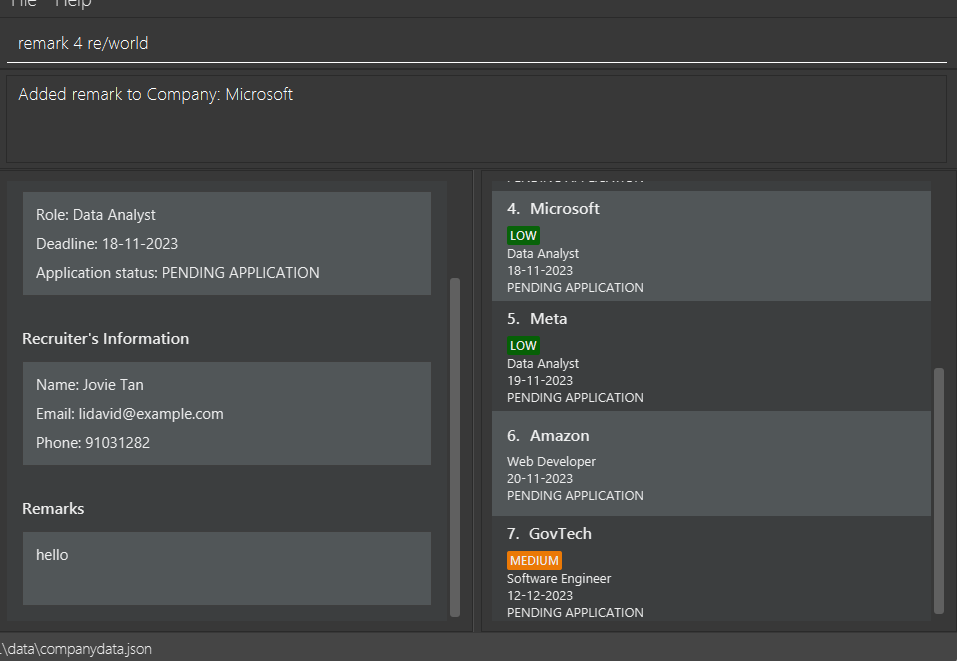 File Help
remark 4 re/world
Added remark to Company: Microsoft
Role: Data Analyst
Deadline: 18-11-2023
Application status: PENDING APPLICATION
Recruiter's Information
Name: Jovie Tan
Email: lidavid@example.com
Phone: 91031282
Remarks
hello
PENDING APPLICATION
4. Microsoft
LOW
Data Analyst
18-11-2023
PENDING APPLICATION
5. Meta
LOW
Data Analyst
19-11-2023
PENDING APPLICATION
6. Amazon
Web Developer
20-11-2023
PENDING APPLICATION
7. GovTech
MEDIUM
Software Engineer
12-12-2023
PENDING APPLICATION
.\data\companydata.json